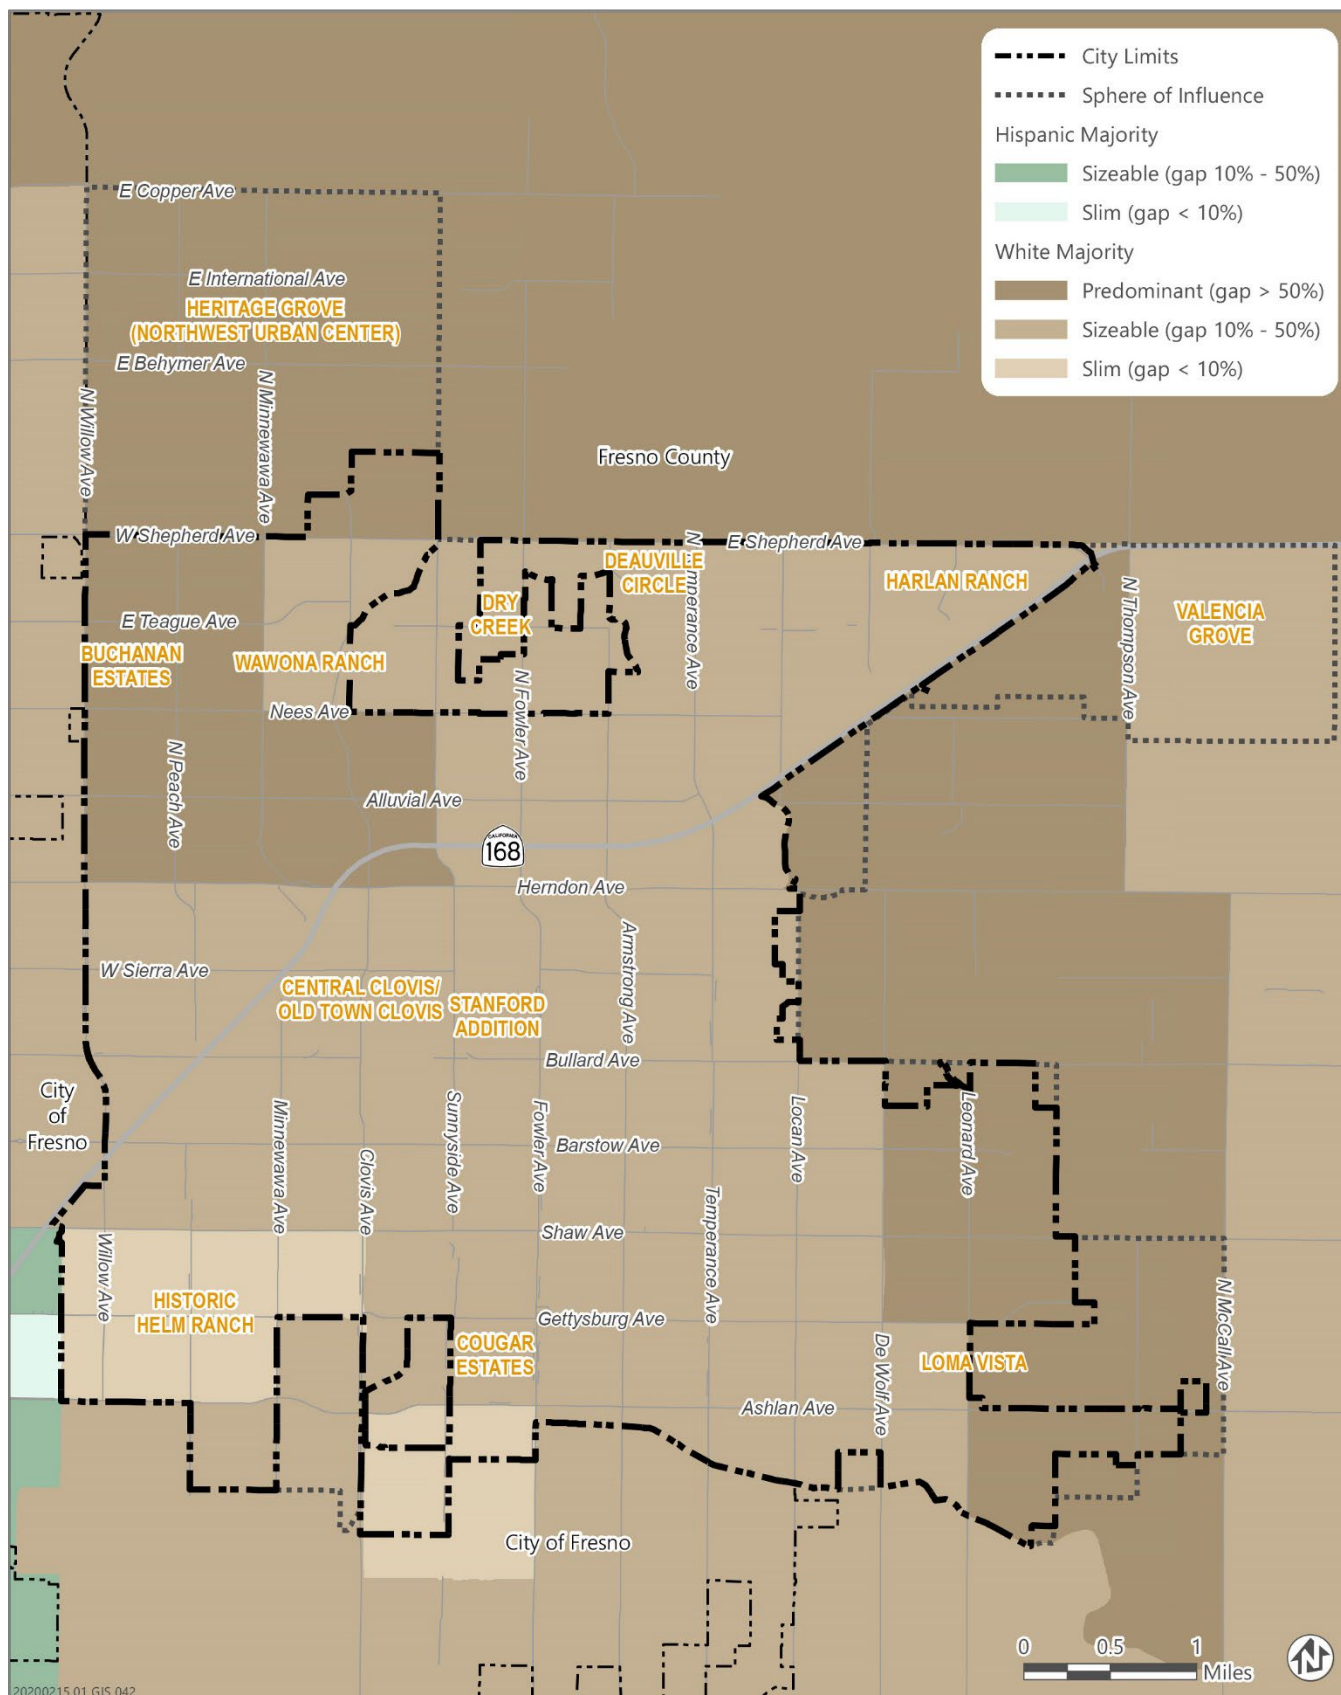 City Limits
Sphere of Influence
Hispanic Majority
Sizeable (gap 10% - 50%)
Slim (gap < 10%)
White Majority
Predominant (gap > 50%)
Sizeable (gap 10% - 50%)
Slim (gap < 10%)
E Copper Ave
E International Ave
HERITAGE GROVE
(NORTHWEST URBAN CENTER)
E Behymer Ave
N Willow Ave
N Minnewawa Ave
Fresno County
W Shepherd Ave
E Shepherd Ave
N Temperance Ave
DEAUVILLE
CIRCLE
HARLAN RANCH
DRY
CREEK
N Thompson Ave
VALENCIA
GROVE
E Teague Ave
BUCHANAN
ESTATES
WAWONA RANCH
Nees Ave
N Fowler Ave
N Peach Ave
Alluvial Ave
CALIFORNIA
168
Herndon Ave
W Sierra Ave
Armstrong Ave
CENTRAL CLOVIS/
OLD TOWN CLOVIS
STANFORD
ADDITION
Bullard Ave
City
of
Fresno
Minnewawa Ave
Clovis Ave
Sunnyside Ave
Fowler Ave
Barstow Ave
Locan Ave
Leonard Ave
Temperance Ave
Shaw Ave
Willow Ave
HISTORIC
HELM RANCH
Gettysburg Ave
COUGAR
ESTATES
De Wolf Ave
LOMA VISTA
N McCall Ave
Ashlan Ave
City of Fresno
0 0.5 1
Miles
N
20200215.01 GIS 042